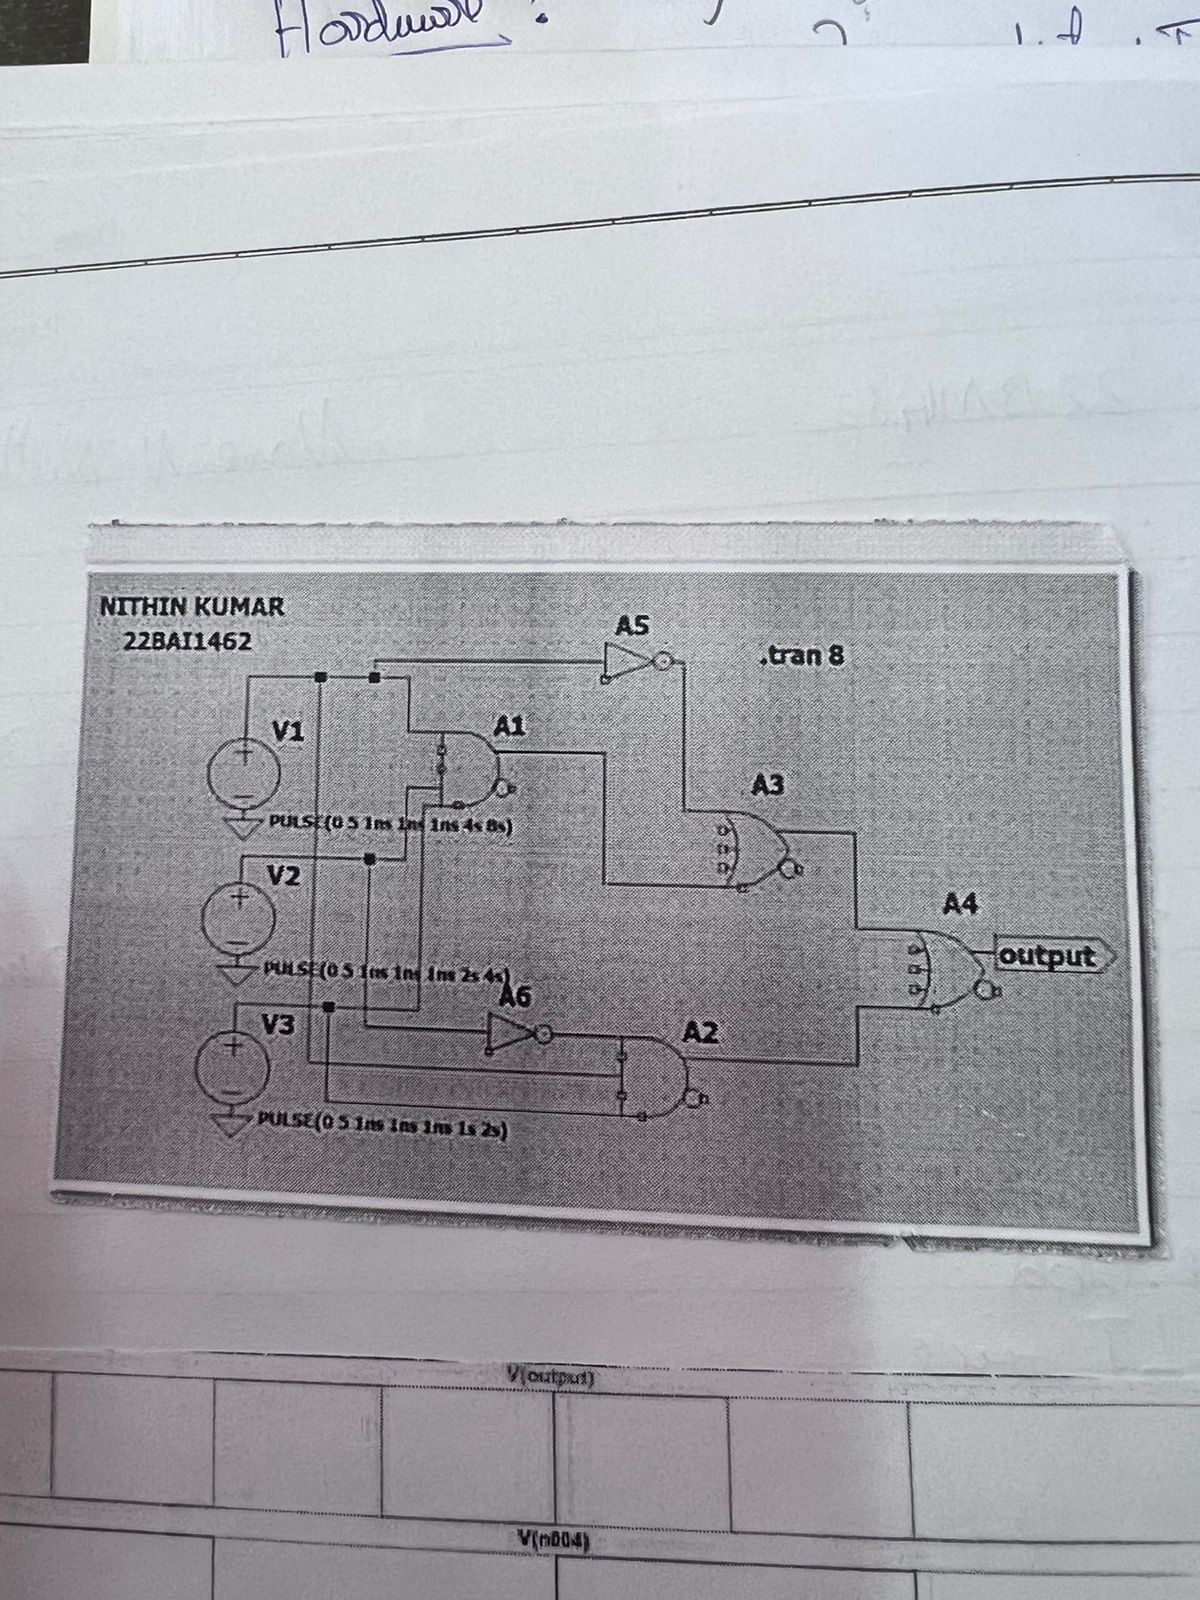 Hardware :
NITHIN KUMAR
22BAI1462
A5
.tran 8
V1
A1
A3
PULSE(0 5 1ns 1ns 1ns 4s 8s)
V2
A4
output
PULSE(0 5 1ns 1ns 1ns 2s 4s)
A6
V3
A2
PULSE(0 5 1ns 1ns 1ns 1s 2s)
V(output)
V(n004)